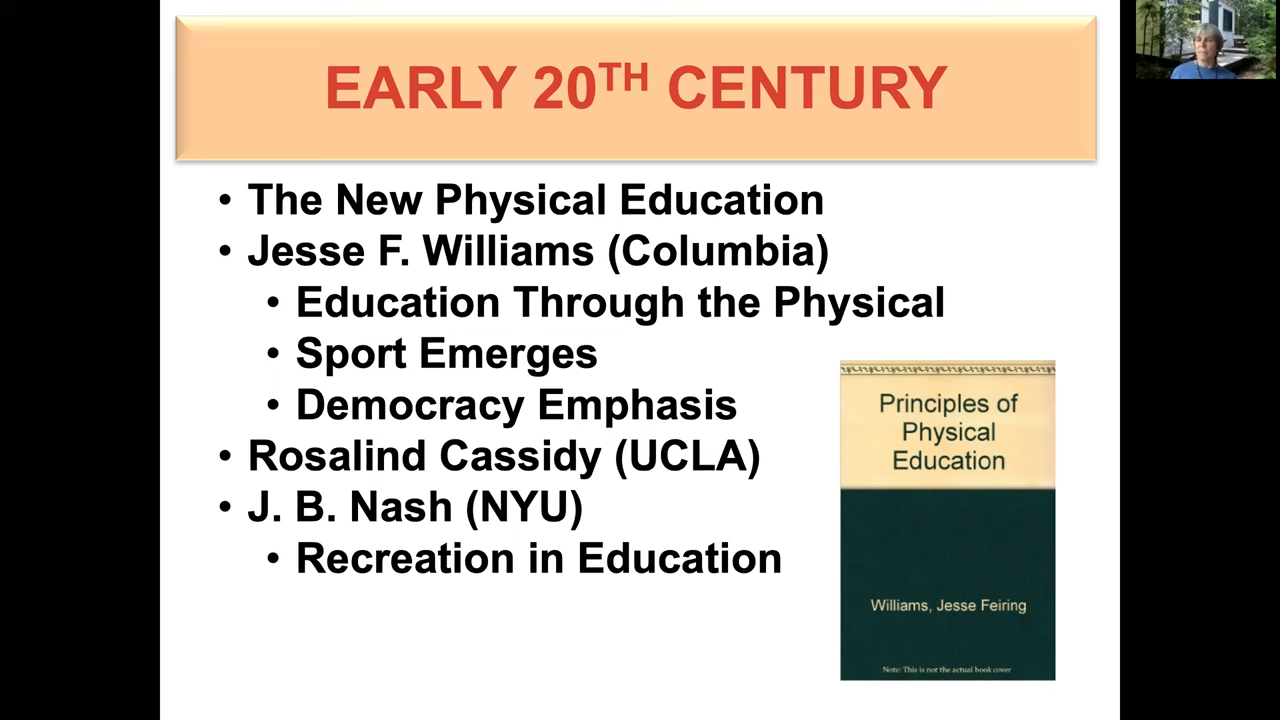 EARLY 20TH CENTURY
• The New Physical Education
• Jesse F. Williams (Columbia)
• Education Through the Physical
• Sport Emerges
• Democracy Emphasis
• Rosalind Cassidy (UCLA)
• J. B. Nash (NYU)
• Recreation in Education
Principles of
Physical
Education
Williams, Jesse Feiring
Note: This is not the actual book cover